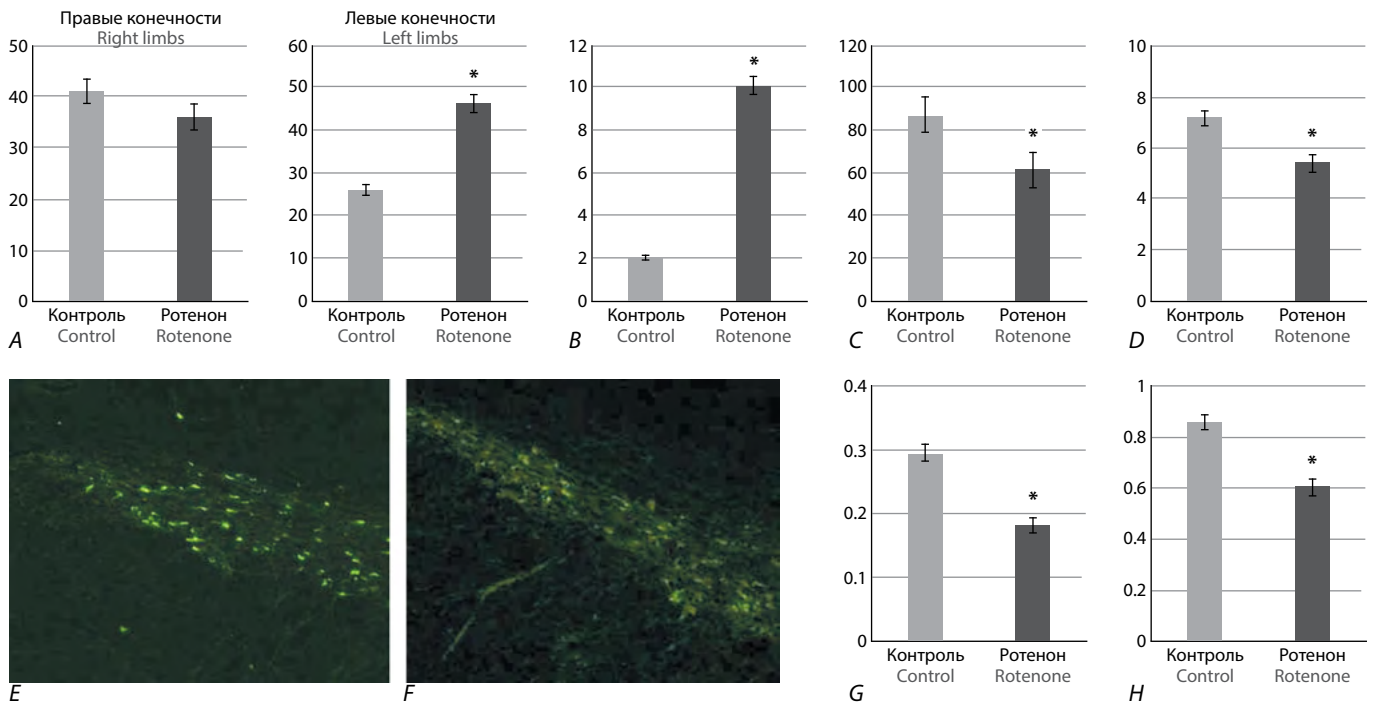 Правые конечности
Right limbs
50
40
30
20
10
0
Контроль
Control
Ротенон
Rotenone
A
Левые конечности
Left limbs
60
50
40
30
20
10
0
*
Контроль
Control
Ротенон
Rotenone
12
10
8
6
4
2
0
*
Контроль
Control
Ротенон
Rotenone
B
120
100
80
60
40
20
0
*
Контроль
Control
Ротенон
Rotenone
C
10
8
6
4
2
0
*
Контроль
Control
Ротенон
Rotenone
D
E
F
0.4
0.3
0.2
0.1
0
*
Контроль
Control
Ротенон
Rotenone
G
1
0.8
0.6
0.4
0.2
0
*
Контроль
Control
Ротенон
Rotenone
H